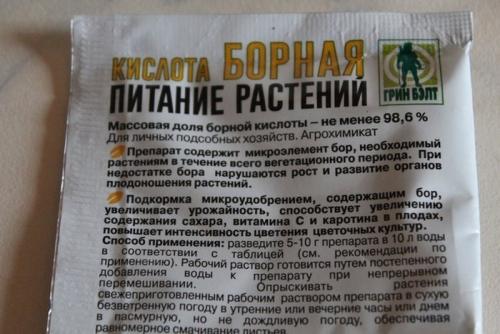 КИСЛОТА БОРНАЯ
ПИТАНИЕ РАСТЕНИЙ
ГРИН БЭЛТ
Массовая доля борной кислоты – не менее 98,6 %
Для личных подсобных хозяйств. Агрохимикат
Препарат содержит микроэлемент бор, необходимый
растениям в течение всего вегетационного периода. При
недостатке бора нарушаются рост и развитие органов
плодоношения растений.
Подкормка микроудобрением, содержащим бор,
увеличивает урожайность, способствует увеличению
содержания сахара, витамина С и каротина в плодах,
повышает интенсивность цветения цветочных культур.
Способ применения: разведите 5-10 г препарата в 10 л воды
в соответствии с таблицей (см. рекомендации по
применению). Рабочий раствор готовится путем постепенного
добавления воды к препарату при непрерывном
перемешивании. Опрыскивать растения
свежеприготовленным рабочим раствором препарата в сухую
безветренную погоду в утренние или вечерние часы или днем
в пасмурную, но не дождливую погоду, обеспечивая
равномерное смачивание листьев.